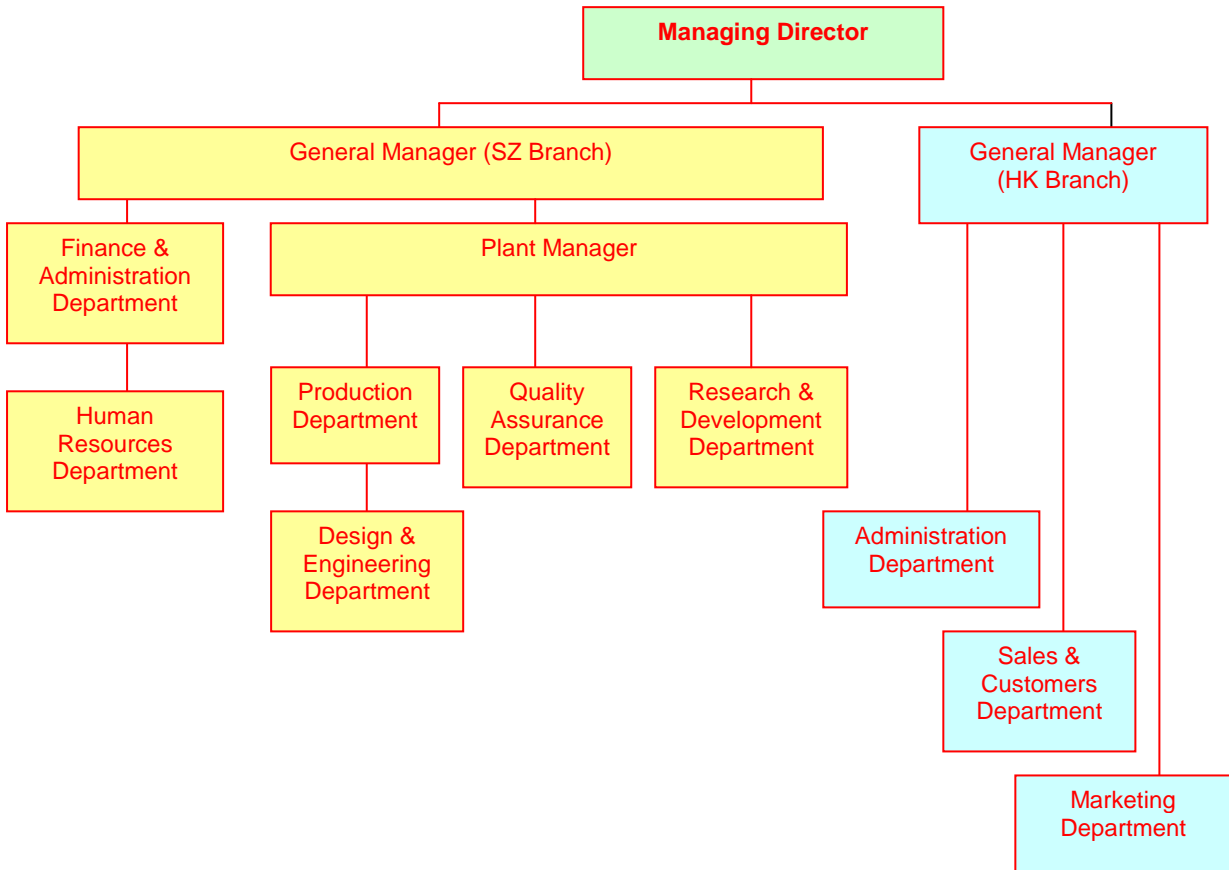 Managing Director
General Manager (SZ Branch)
General Manager
(HK Branch)
Finance &
Administration
Department
Plant Manager
Human
Resources
Department
Production
Department
Quality
Assurance
Department
Research &
Development
Department
Design &
Engineering
Department
Administration
Department
Sales &
Customers
Department
Marketing
Department